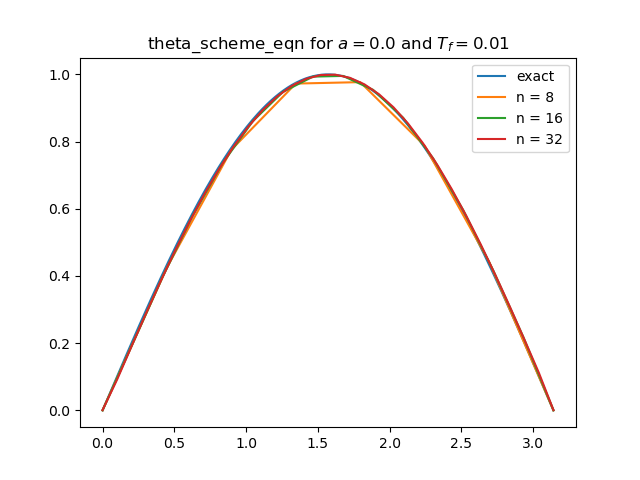 theta_scheme_eqn for a = 0.0 and T_f = 0.01
exact
n = 8
n = 16
n = 32
1.0
0.8
0.6
0.4
0.2
0.0
0.0 0.5 1.0 1.5 2.0 2.5 3.0